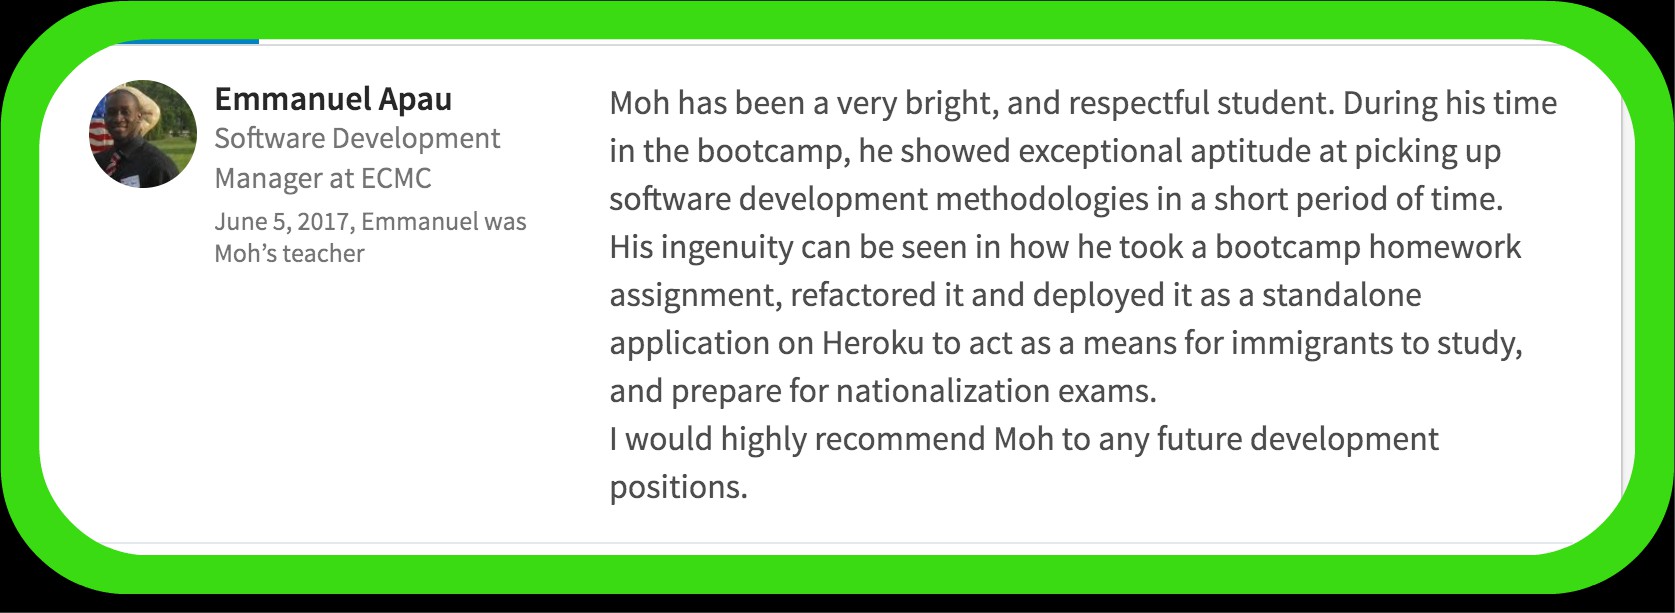 Emmanuel Apau
Software Development
Manager at ECMC
June 5, 2017, Emmanuel was
Moh’s teacher
Moh has been a very bright, and respectful student. During his time
in the bootcamp, he showed exceptional aptitude at picking up
software development methodologies in a short period of time.
His ingenuity can be seen in how he took a bootcamp homework
assignment, refactored it and deployed it as a standalone
application on Heroku to act as a means for immigrants to study,
and prepare for nationalization exams.
I would highly recommend Moh to any future development
positions.